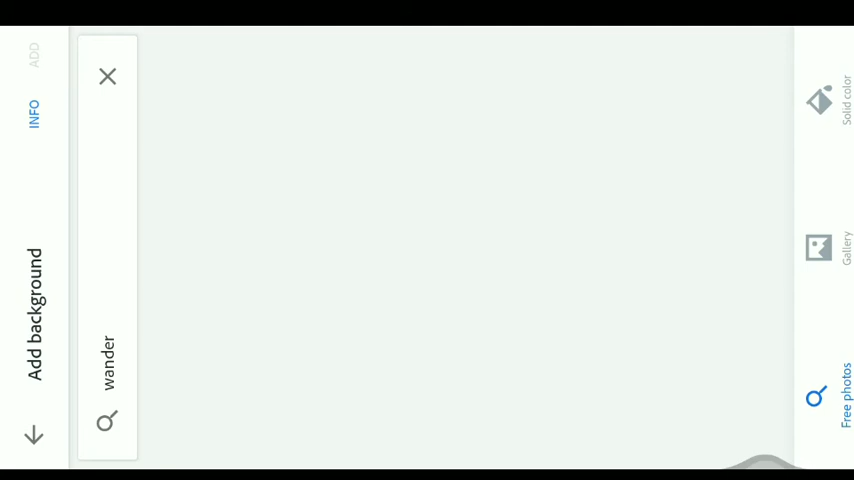 Add background
INFO
ADD
wander
Free photos
Gallery
Solid color